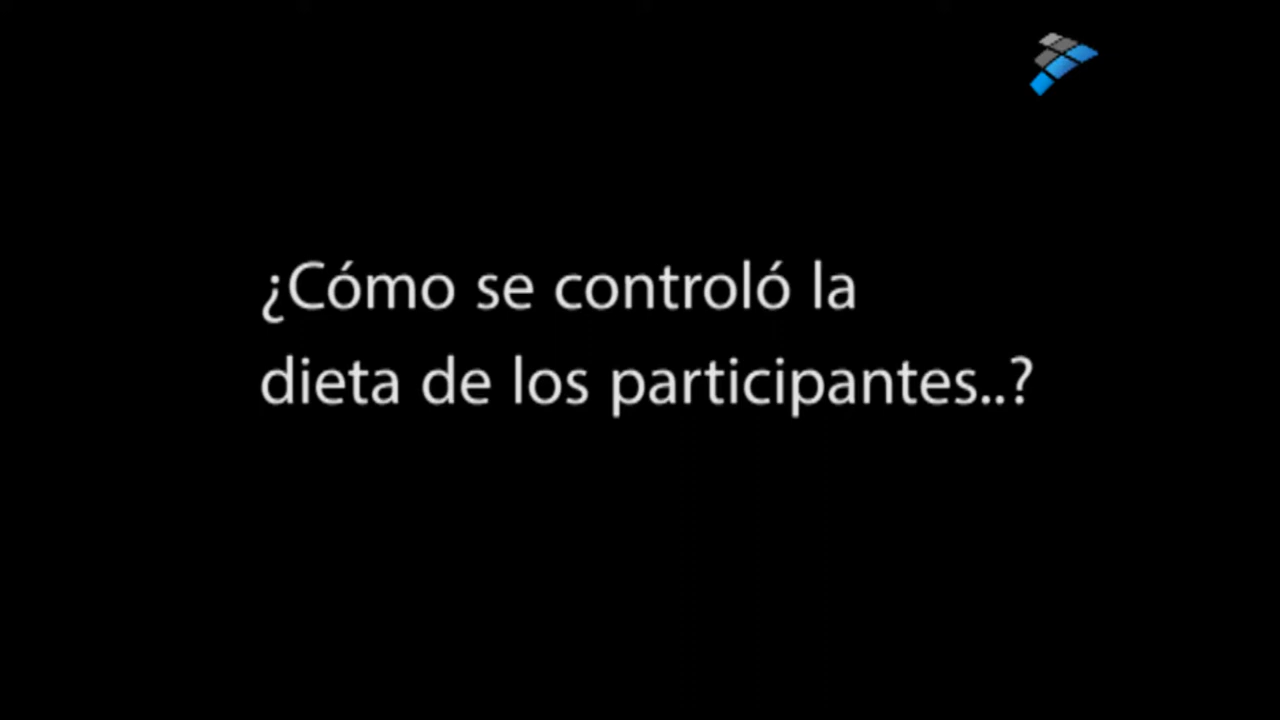 ¿Cómo se controló la
dieta de los participantes..?